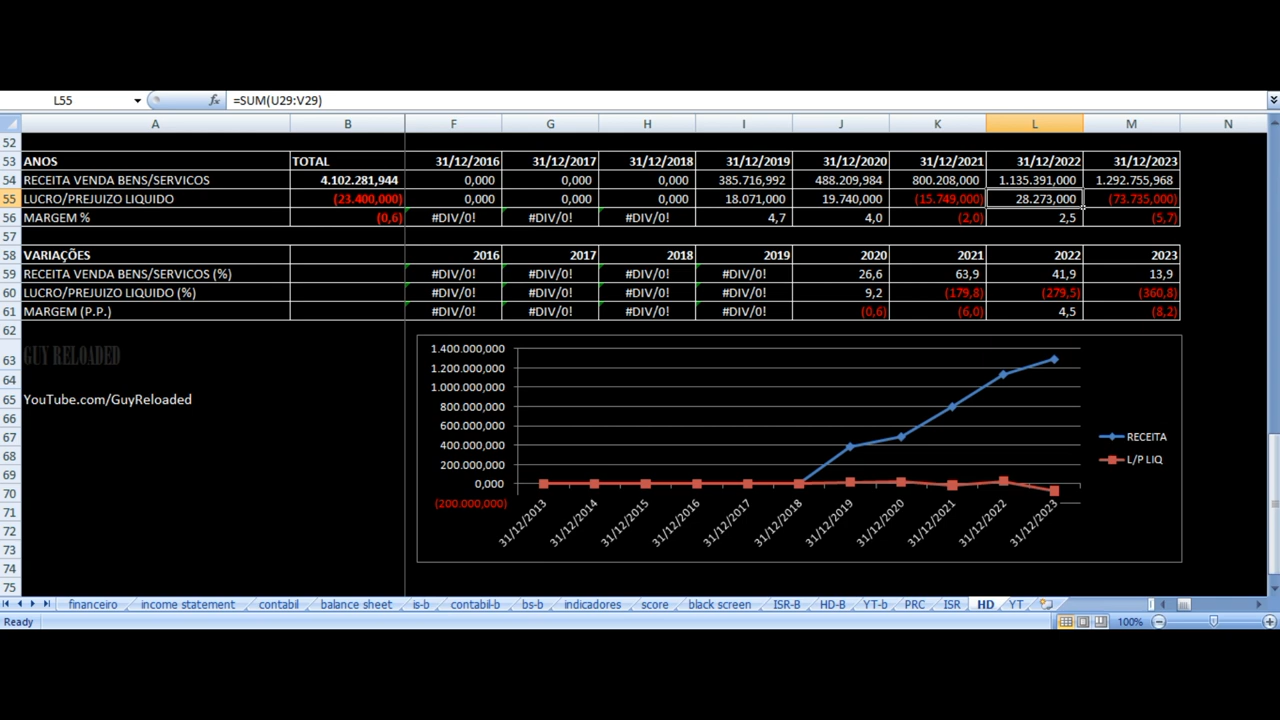 L55 fx =SUM(U29:V29)
A B F G H I J K L M N
52
53 ANOS TOTAL 31/12/2016 31/12/2017 31/12/2018 31/12/2019 31/12/2020 31/12/2021 31/12/2022 31/12/2023
54 RECEITA VENDA BENS/SERVICOS 4.102.281,944 0,000 0,000 0,000 385.716,992 488.209,984 800.208,000 1.135.391,000 1.292.755,968
55 LUCRO/PREJUIZO LIQUIDO (23.400,000) 0,000 0,000 0,000 18.071,000 19.740,000 (15.749,000) 28.273,000 (73.735,000)
56 MARGEM % (0,6) #DIV/0! #DIV/0! #DIV/0! 4,7 4,0 (2,0) 2,5 (5,7)
57
58 VARIAÇÕES 2016 2017 2018 2019 2020 2021 2022 2023
59 RECEITA VENDA BENS/SERVICOS (%) #DIV/0! #DIV/0! #DIV/0! #DIV/0! 26,6 63,9 41,9 13,9
60 LUCRO/PREJUIZO LIQUIDO (%) #DIV/0! #DIV/0! #DIV/0! #DIV/0! 9,2 (179,8) (279,5) (360,8)
61 MARGEM (P.P.) #DIV/0! #DIV/0! #DIV/0! #DIV/0! (0,6) (6,0) 4,5 (8,2)
62
63 GUY RELOADED
64
65 YouTube.com/GuyReloaded
66
67
68
69
70
71
72
73
74
75
1.400.000,000
1.200.000,000
1.000.000,000
800.000,000
600.000,000
400.000,000
200.000,000
0,000
(200.000,000)
31/12/2013 31/12/2014 31/12/2015 31/12/2016 31/12/2017 31/12/2018 31/12/2019 31/12/2020 31/12/2021 31/12/2022 31/12/2023
RECEITA
L/P LIQ
financeiro income statement contabil balance sheet is-b contabil-b bs-b indicadores score black screen ISR-B HD-B YT-b PRC ISR HD YT
Ready 100%